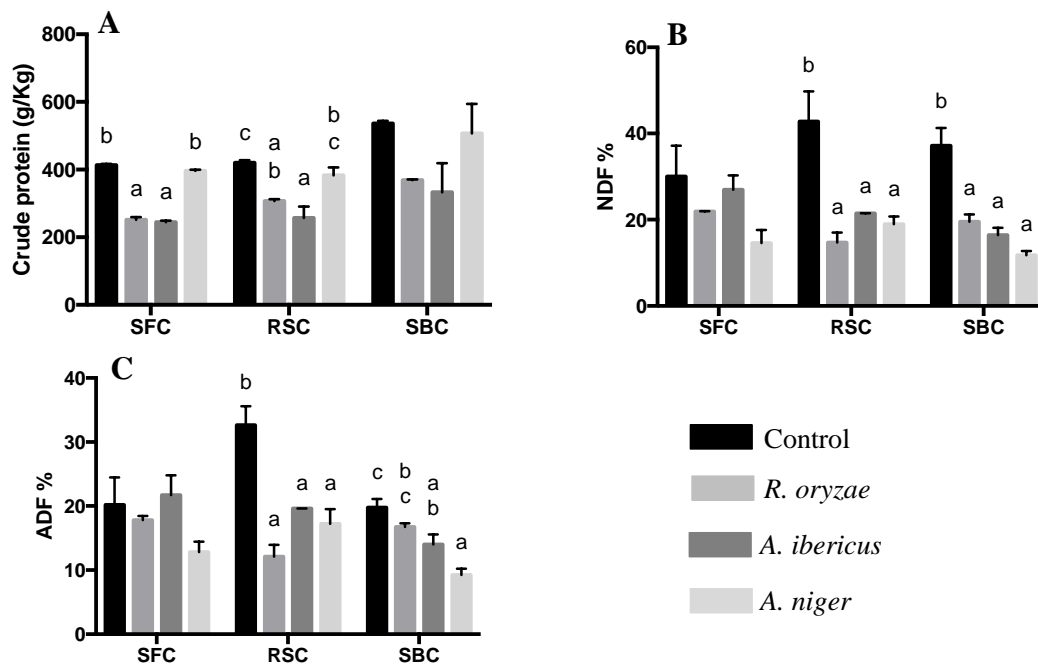 A
Crude protein (g/Kg)
800
600
400
200
0
b
a
a
b
c
a
b
a
b
c
SFC
RSC
SBC
B
NDF %
60
40
20
0
b
a
a
a
b
a
a
a
SFC
RSC
SBC
C
ADF %
40
30
20
10
0
b
a
a
a
c
b
c
a
b
a
SFC
RSC
SBC
Control
R. oryzae
A. ibericus
A. niger